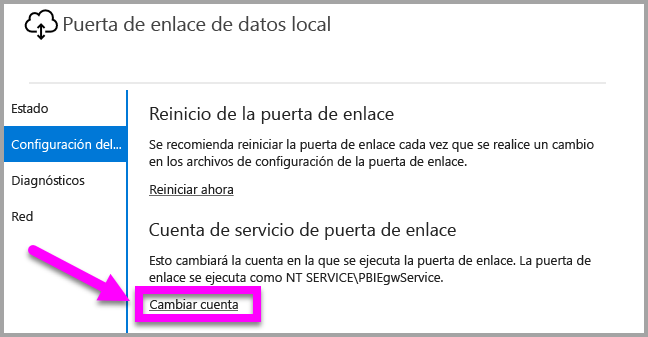 Puerta de enlace de datos local
Estado
Configuración del...
Diagnósticos
Red
Reinicio de la puerta de enlace
Se recomienda reiniciar la puerta de enlace cada vez que se realice un cambio
en los archivos de configuración de la puerta de enlace.
Reiniciar ahora
Cuenta de servicio de puerta de enlace
Esto cambiará la cuenta en la que se ejecuta la puerta de enlace. La puerta de
enlace se ejecuta como NT SERVICE\PBIEgwService.
Cambiar cuenta